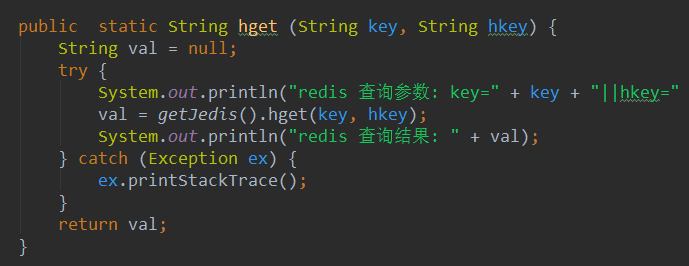 public  static String hget (String key, String hkey) {
    String val = null;
    try {
        System.out.println("redis 查询参数: key=" + key + "||hkey="
        val = getJedis().hget(key, hkey);
        System.out.println("redis 查询结果: " + val);
    } catch (Exception ex) {
        ex.printStackTrace();
    }
    return val;
}